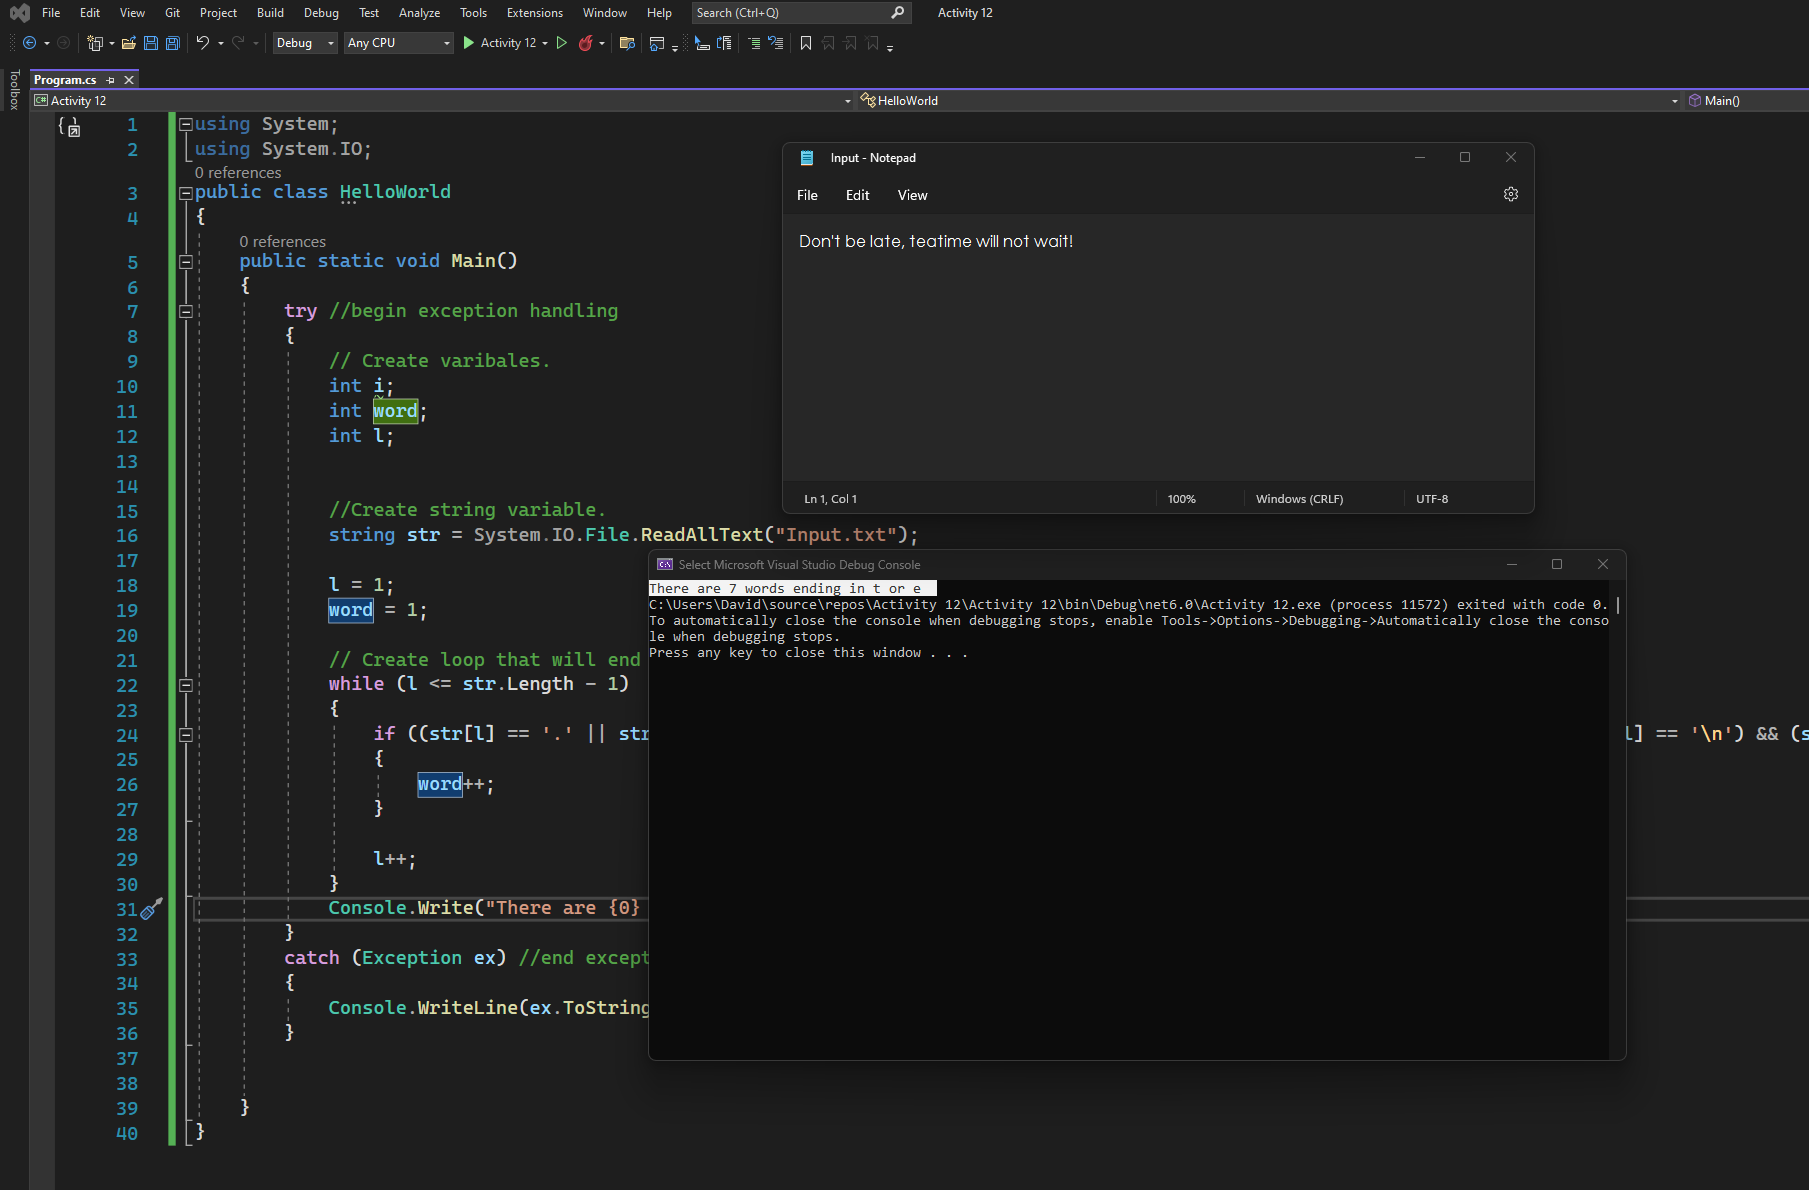 File Edit View Git Project Build Debug Test Analyze Tools Extensions Window Help Search (Ctrl+Q) Activity 12
Debug Any CPU Activity 12
Toolbox
Program.cs
C# Activity 12 HelloWorld Main()
1 using System;
2 using System.IO;
0 references
3 public class HelloWorld
4 {
0 references
5 public static void Main()
6 {
7 try //begin exception handling
8 {
9 // Create varibales.
10 int i;
11 int word;
12 int l;
13
14
15 //Create string variable.
16 string str = System.IO.File.ReadAllText("Input.txt");
17
18 l = 1;
19 word = 1;
20
21 // Create loop that will end
22 while (l <= str.Length - 1)
23 {
24 if ((str[l] == '.' || str l] == '\n') && (s
25 {
26 word++;
27 }
28
29 l++;
30 }
31 Console.Write("There are {0}
32 }
33 catch (Exception ex) //end except
34 {
35 Console.WriteLine(ex.ToString
36 }
37
38
39 }
40 }
Input - Notepad
File Edit View
Don't be late, teatime will not wait!
Ln 1, Col 1 100% Windows (CRLF) UTF-8
Select Microsoft Visual Studio Debug Console
There are 7 words ending in t or e
C:\Users\David\source\repos\Activity 12\Activity 12\bin\Debug\net6.0\Activity 12.exe (process 11572) exited with code 0.
To automatically close the console when debugging stops, enable Tools->Options->Debugging->Automatically close the conso
le when debugging stops.
Press any key to close this window . . .